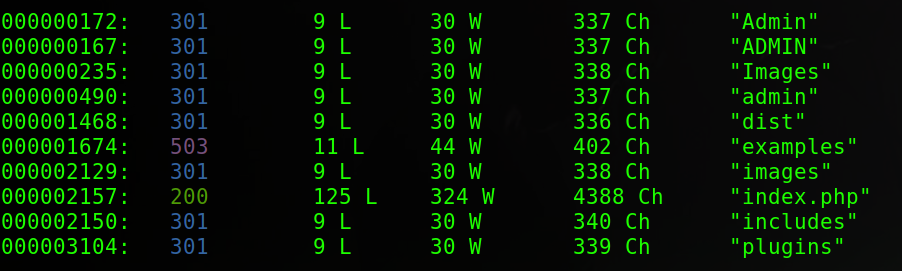 000000172: 301 9 L 30 W 337 Ch "Admin"
000000167: 301 9 L 30 W 337 Ch "ADMIN"
000000235: 301 9 L 30 W 338 Ch "Images"
000000490: 301 9 L 30 W 337 Ch "admin"
000001468: 301 9 L 30 W 336 Ch "dist"
000001674: 503 11 L 44 W 402 Ch "examples"
000002129: 301 9 L 30 W 338 Ch "images"
000002157: 200 125 L 324 W 4388 Ch "index.php"
000002150: 301 9 L 30 W 340 Ch "includes"
000003104: 301 9 L 30 W 339 Ch "plugins"